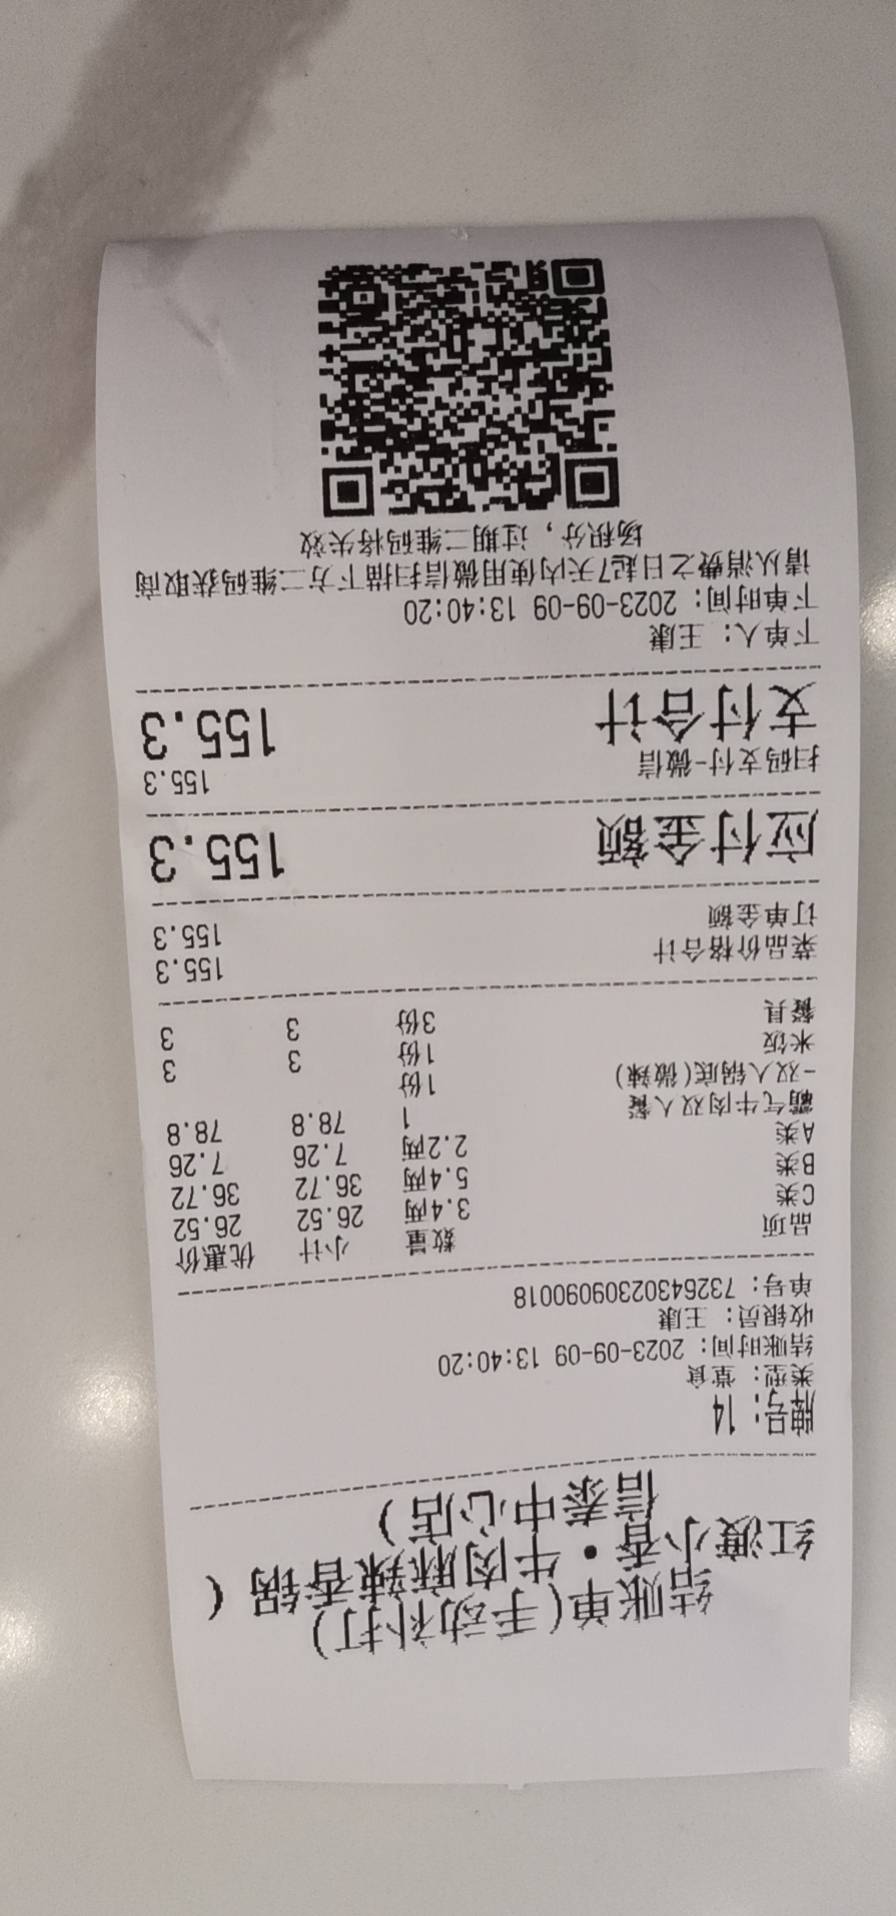 结账单(手动补打)
红渡小香·牛肉麻辣香锅(
信泰中心店)
牌号: 14
类型: 堂食
结账时间: 2023-09-09 13:40:20
收银员: 王康
单号: 7326430230909​0018
品项 数量 小计 优惠价
C类 3.4两 26.52 26.52
B类 5.4两 36.72 36.72
A类 2.2两 7.26 7.26
霸气牛肉双人餐 1 78.8 78.8
-双人锅底(微辣) 1份
米饭 1份 3 3
餐具 3份 3 3
菜品价格合计 155.3
订单金额 155.3
应付金额 155.3
扫码支付-微信 155.3
支付合计 155.3
下单人: 王康
下单时间: 2023-09-09 13:40:20
请从消费之日起7天内使用微信扫描下方二维码获取商
场积分, 过期二维码将失效